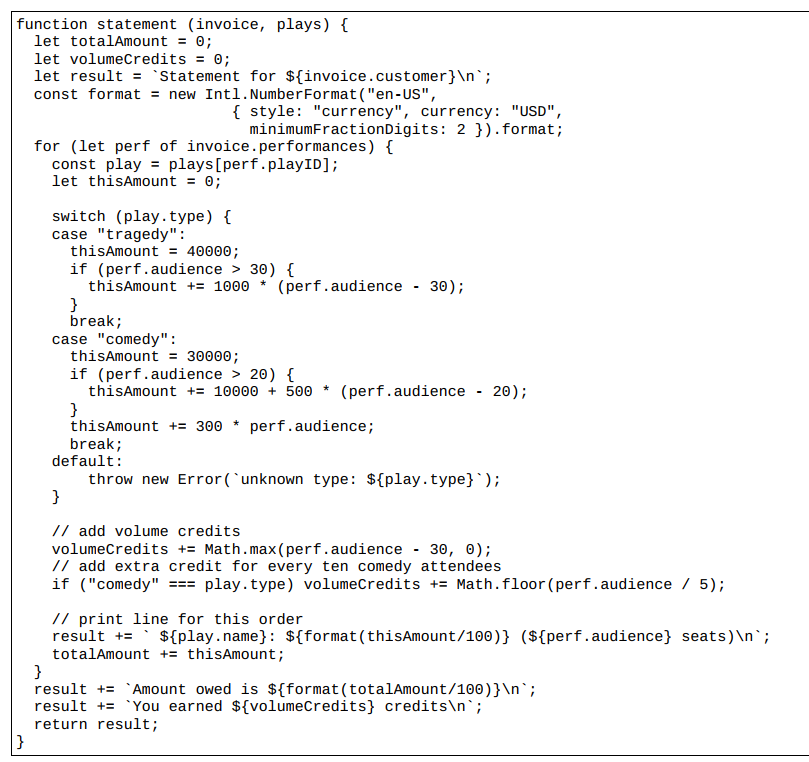 function statement (invoice, plays) {
  let totalAmount = 0;
  let volumeCredits = 0;
  let result = `Statement for ${invoice.customer}\n`;
  const format = new Intl.NumberFormat("en-US",
                        { style: "currency", currency: "USD",
                          minimumFractionDigits: 2 }).format;
  for (let perf of invoice.performances) {
    const play = plays[perf.playID];
    let thisAmount = 0;

    switch (play.type) {
    case "tragedy":
      thisAmount = 40000;
      if (perf.audience > 30) {
        thisAmount += 1000 * (perf.audience - 30);
      }
      break;
    case "comedy":
      thisAmount = 30000;
      if (perf.audience > 20) {
        thisAmount += 10000 + 500 * (perf.audience - 20);
      }
      thisAmount += 300 * perf.audience;
      break;
    default:
        throw new Error(`unknown type: ${play.type}`);
    }

    // add volume credits
    volumeCredits += Math.max(perf.audience - 30, 0);
    // add extra credit for every ten comedy attendees
    if ("comedy" === play.type) volumeCredits += Math.floor(perf.audience / 5);

    // print line for this order
    result += ` ${play.name}: ${format(thisAmount/100)} (${perf.audience} seats)\n`;
    totalAmount += thisAmount;
  }
  result += `Amount owed is ${format(totalAmount/100)}\n`;
  result += `You earned ${volumeCredits} credits\n`;
  return result;
}